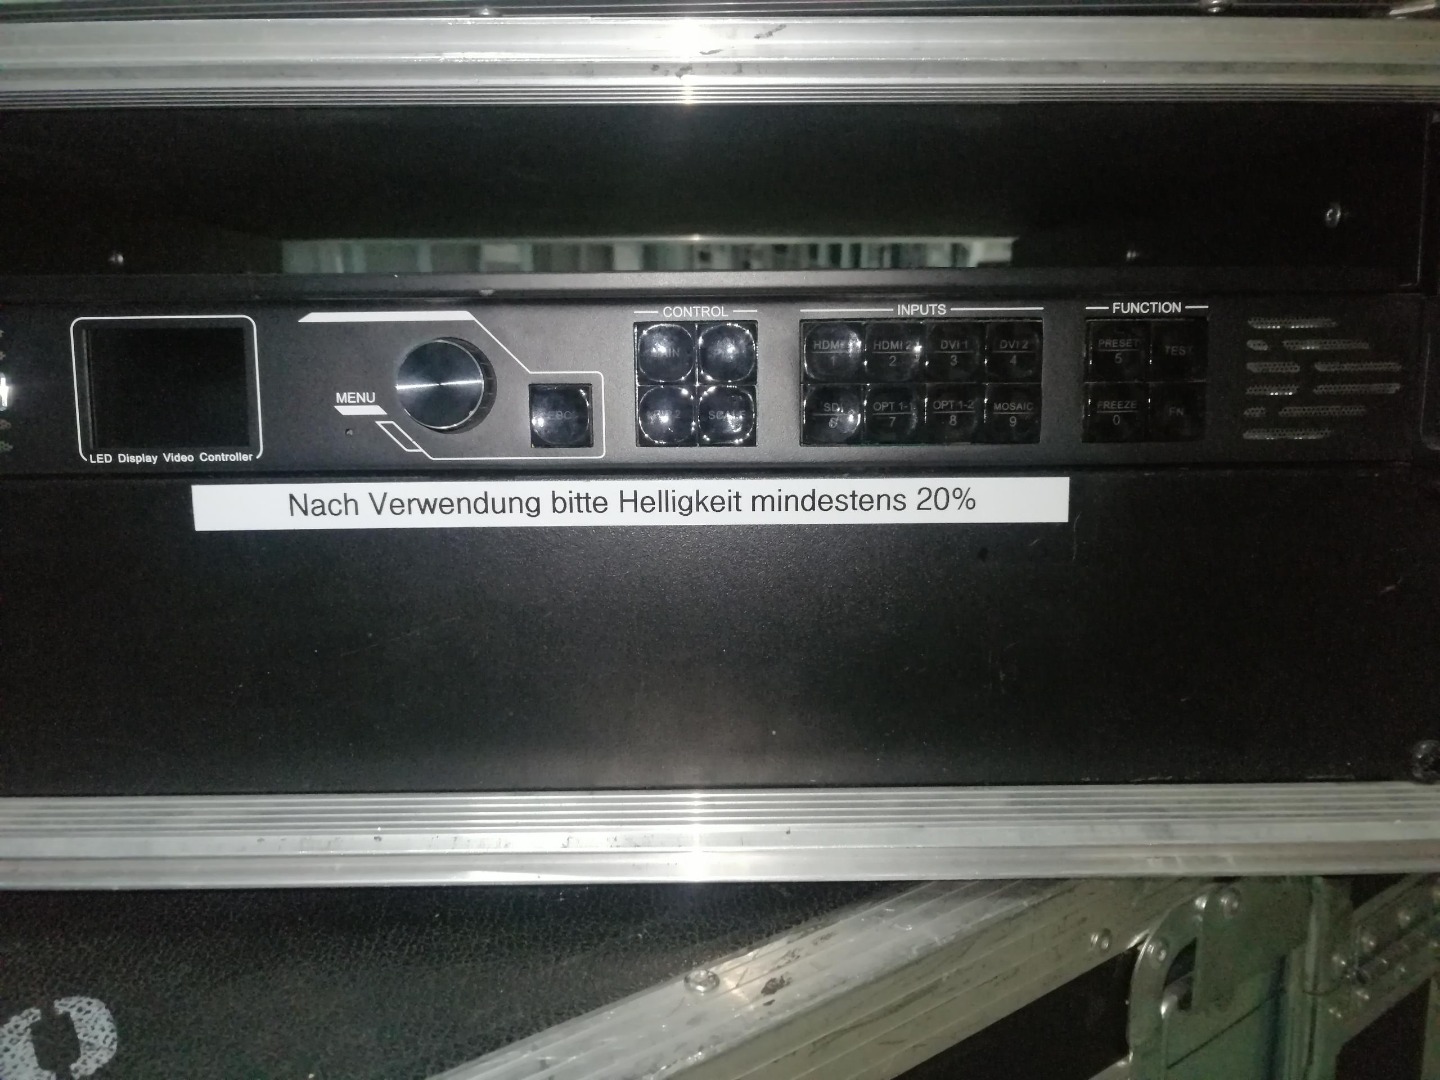 CONTROL INPUTS FUNCTION
HDMI 1 HDMI 2 2 DVI 1 3 DVI 2 4 PRESET 5 TEST
MENU
SDI 6 OPT 1-1 7 OPT 1-2 8 MOSAIC 9 FREEZE 0 FN
LED Display Video Controller
Nach Verwendung bitte Helligkeit mindestens 20%